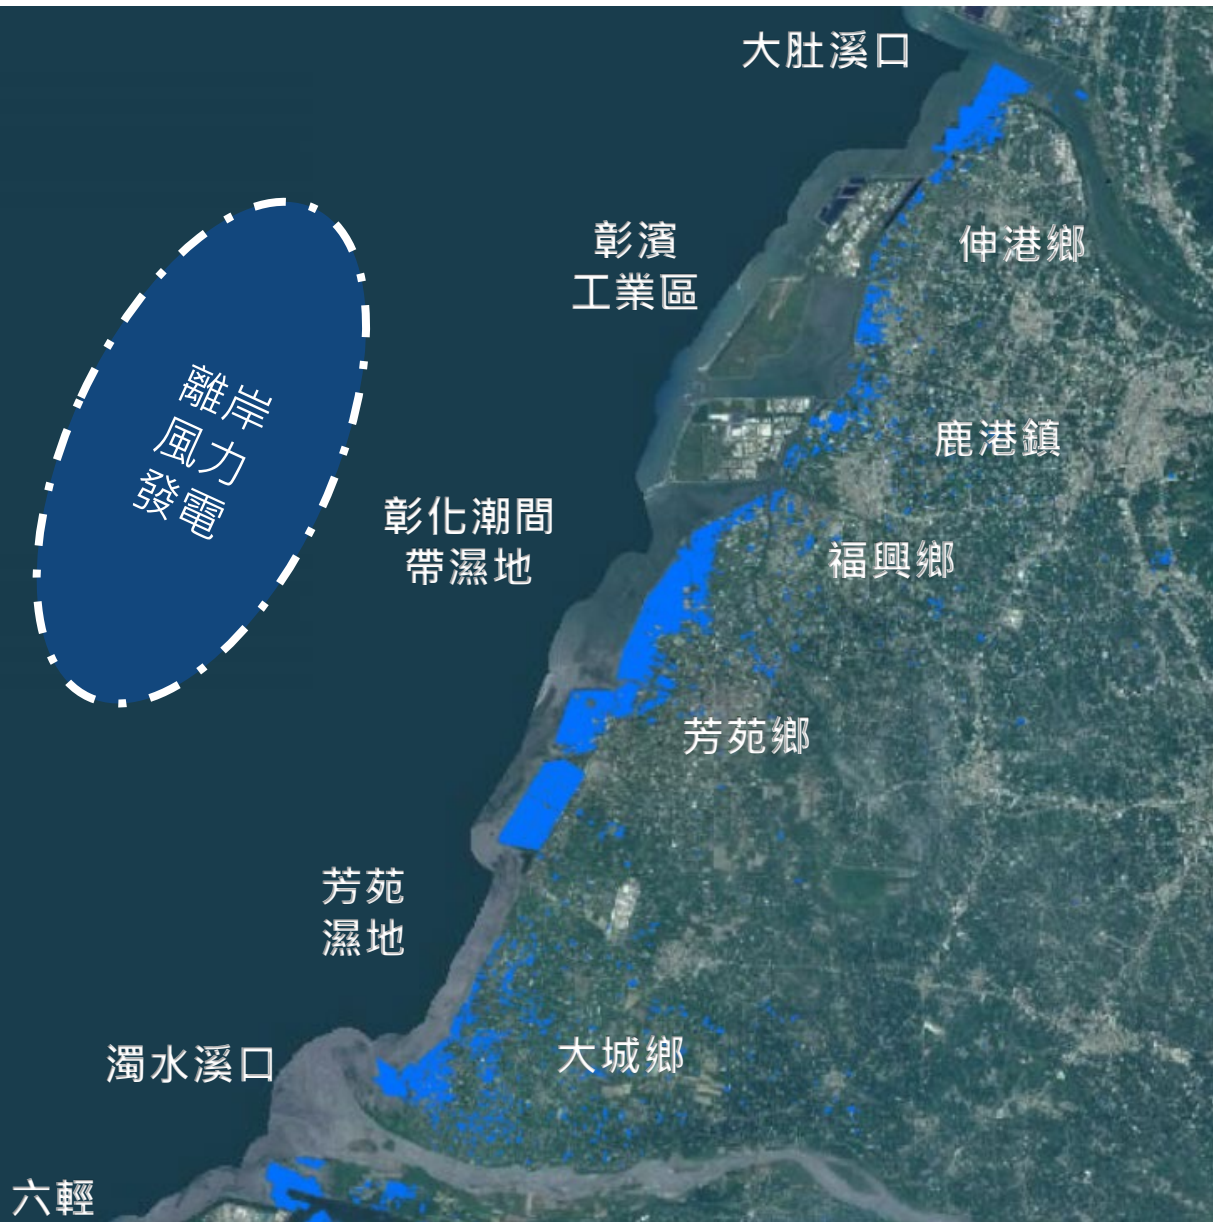 大肚溪口
彰濱
工業區
伸港鄉
離岸
風力
發電
鹿港鎮
彰化潮間
帶濕地
福興鄉
芳苑鄉
芳苑
濕地
濁水溪口
大城鄉
六輕